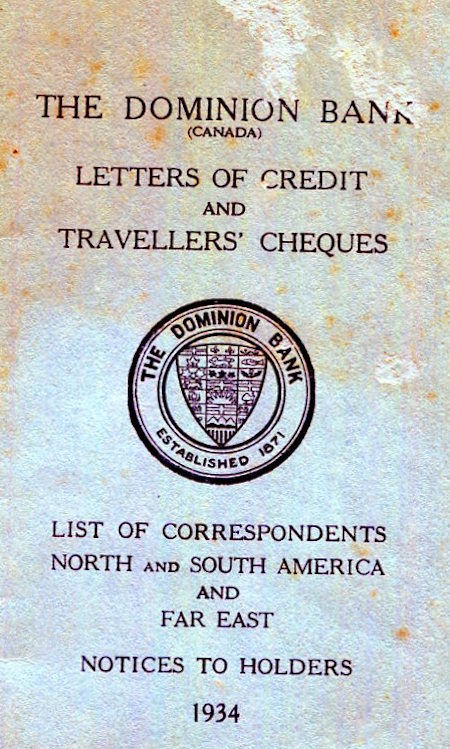 THE DOMINION BANK
(CANADA)
LETTERS OF CREDIT
AND
TRAVELLERS' CHEQUES
THE DOMINION BANK
ESTABLISHED 1871
LIST OF CORRESPONDENTS
NORTH AND SOUTH AMERICA
AND
FAR EAST
NOTICES TO HOLDERS
1934